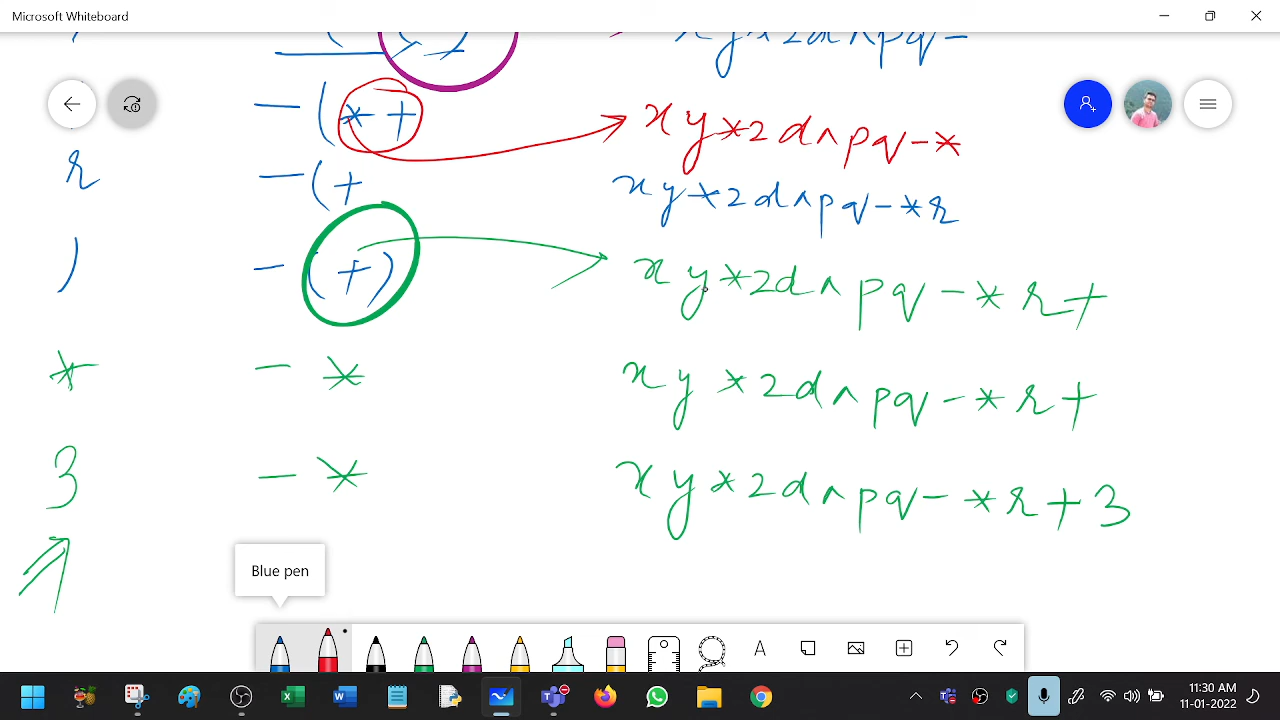 Microsoft Whiteboard
- ( * + xy*2d^pq-*
r - ( + xy*2d^pq-*r
) - ( + ) xy*2d^pq-*r+
* - * xy*2d^pq-*r+
3 - * xy*2d^pq-*r+3
Blue pen
A
11:30 AM
11-01-2022